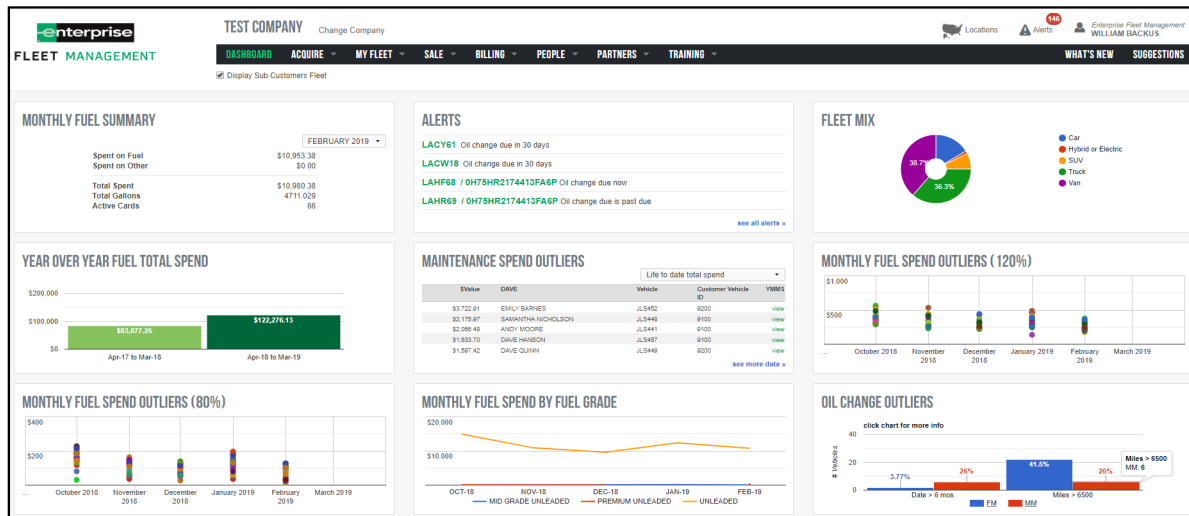 enterprise
FLEET MANAGEMENT
TEST COMPANY Change Company
Locations
146
Alerts
Enterprise Fleet Management
WILLIAM BACKUS
DASHBOARD ACQUIRE MY FLEET SALE BILLING PEOPLE PARTNERS TRAINING WHAT'S NEW SUGGESTIONS
Display Sub Customers Fleet
MONTHLY FUEL SUMMARY
FEBRUARY 2019
Spent on Fuel $10,953.38
Spent on Other $0.00
Total Spent $10,980.38
Total Gallons 4711.029
Active Cards 66
ALERTS
LACY61 Oil change due in 30 days
LACW18 Oil change due in 30 days
LAHF68 / 0H75HR2174413FA6P Oil change due now
LAHR69 / 0H75HR2174413FA6P Oil change due is past due
see all alerts »
FLEET MIX
38.7%
36.3%
Car
Hybrid or Electric
SUV
Truck
Van
YEAR OVER YEAR FUEL TOTAL SPEND
$200,000
$100,000
$0
$83,877.25
$122,276.13
Apr-17 to Mar-18 Apr-18 to Mar-19
MAINTENANCE SPEND OUTLIERS
Life to date total spend
$Value DAVE Vehicle Customer Vehicle ID YMMS
$3,722.91 EMILY BARNES JLS452 9200 view
$2,175.97 SAMANTHA NICHOLSON JLS448 9100 view
$2,066.48 ANDY MOORE JLS441 9100 view
$1,633.70 DAVE HANSON JLS457 9100 view
$1,597.42 DAVE QUINN JLS449 9200 view
see more data »
MONTHLY FUEL SPEND OUTLIERS (120%)
$1,000
$500
...
October 2018 November 2018 December 2018 January 2019 February 2019 March 2019
MONTHLY FUEL SPEND OUTLIERS (80%)
$400
$200
...
October 2018 November 2018 December 2018 January 2019 February 2019 March 2019
MONTHLY FUEL SPEND BY FUEL GRADE
$20,000
$10,000
OCT-18 NOV-18 DEC-18 JAN-19 FEB-19
MID GRADE UNLEADED PREMIUM UNLEADED UNLEADED
OIL CHANGE OUTLIERS
click chart for more info
# Vehicles
40
20
0
3.77%
26%
41.5%
26%
Miles > 6500
MM: 6
Date > 6 mos. Miles > 6500
FM MM